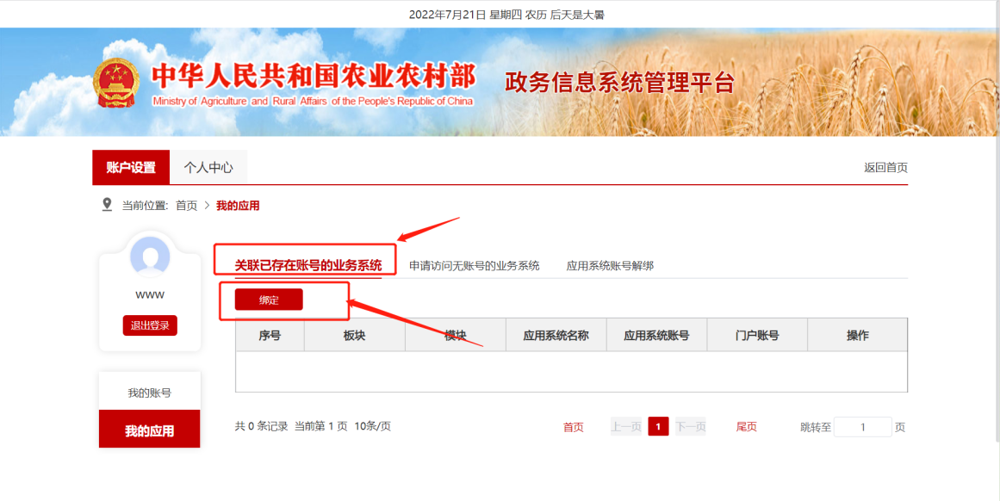 2022年7月21日 星期四 农历 后天是大暑
中华人民共和国农业农村部 政务信息系统管理平台
Ministry of Agriculture and Rural Affairs of the People's Republic of China
账户设置 个人中心 返回首页
当前位置: 首页 > 我的应用
关联已存在账号的业务系统 申请访问无账号的业务系统 应用系统账号解绑
绑定
www
退出登录
序号 板块 模块 应用系统名称 应用系统账号 门户账号 操作
我的账号
我的应用
共 0 条记录 当前第 1 页 10条/页 首页 上一页 1 下一页 尾页 跳转至 1 页